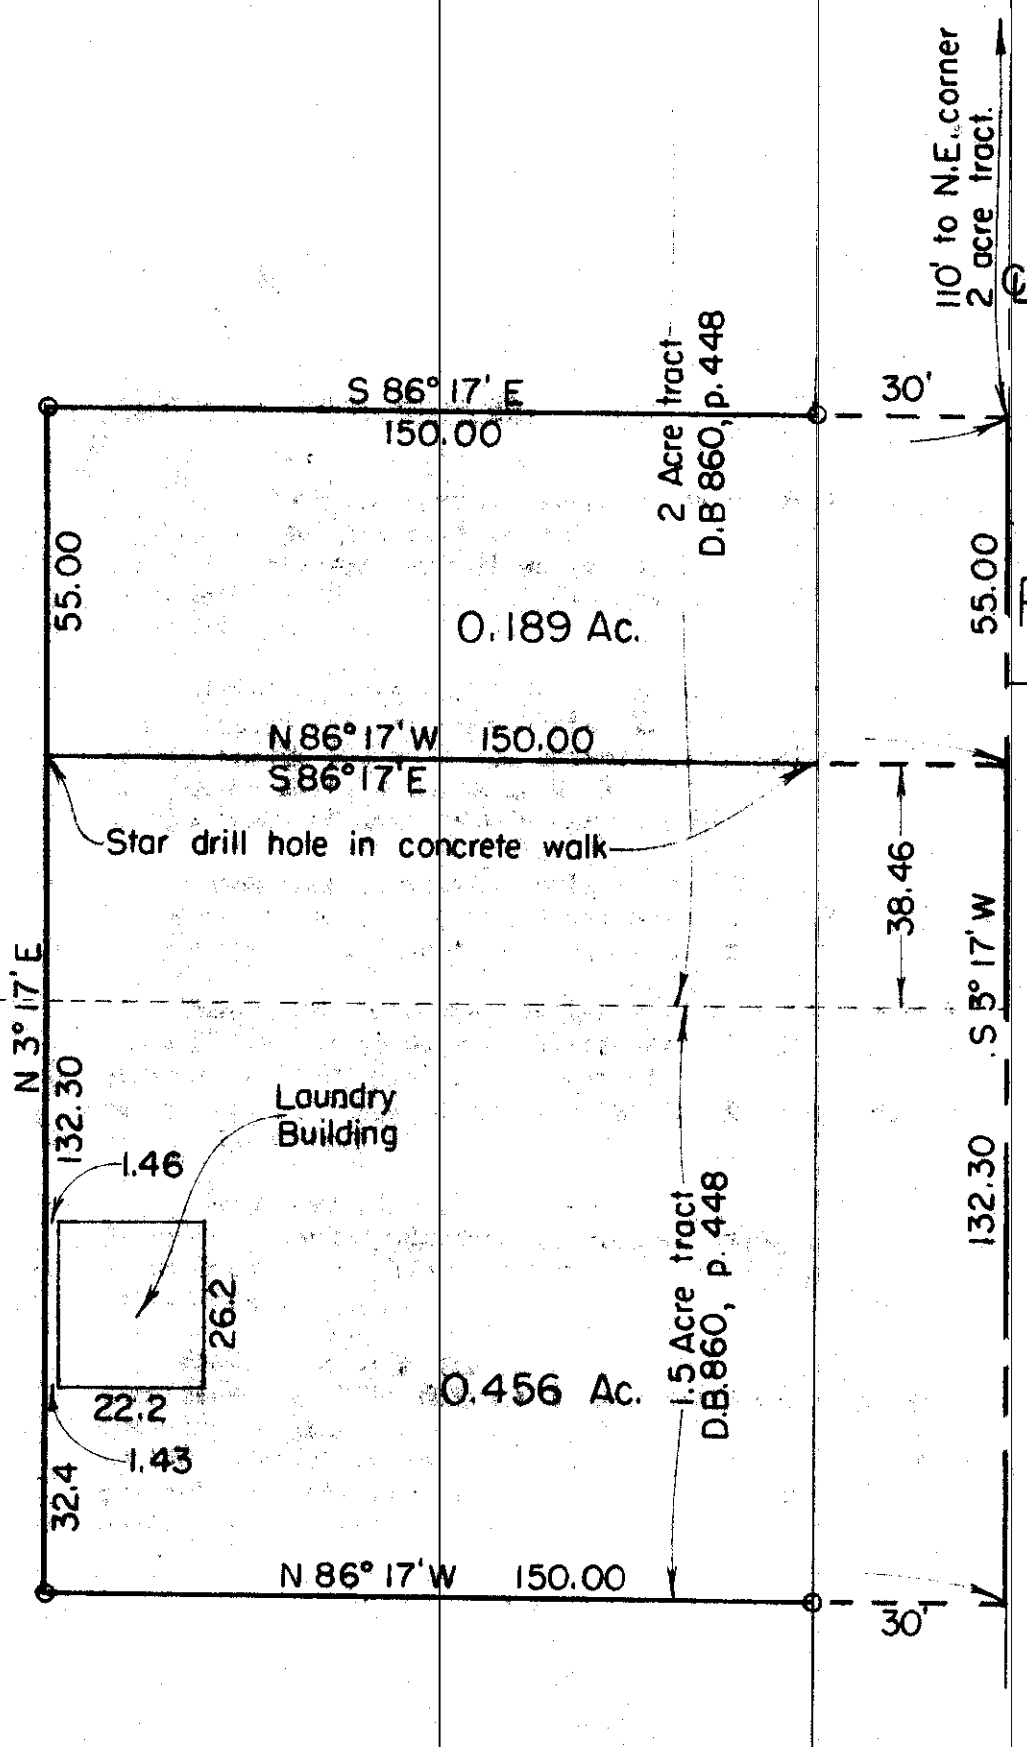 110' to N.E. corner
2 acre tract.
℄
S 86° 17' E
150.00
30'
2 Acre tract
D.B 860, p. 448
55.00
55.00
0.189 Ac.
N 86° 17' W 150.00
S 86° 17' E
Star drill hole in concrete walk
38.46
N 3° 17' E
S 3° 17' W
132.30
132.30
Laundry
Building
1.46
26.2
22.2
1.43
0.456 Ac.
1.5 Acre tract
D.B.860, p. 448
32.4
N 86° 17' W 150.00
30'